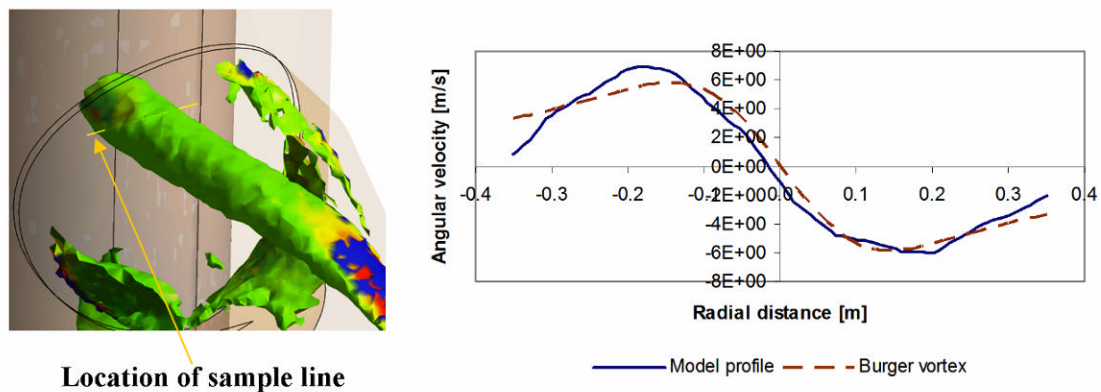 8E+00
6E+00
4E+00
2E+00
0E+00
-2E+00
-4E+00
-6E+00
-8E+00
-0.4
-0.3
-0.2
-0.1
0.0
0.1
0.2
0.3
0.4
Angular velocity [m/s]
Radial distance [m]
Model profile
Burger vortex
Location of sample line